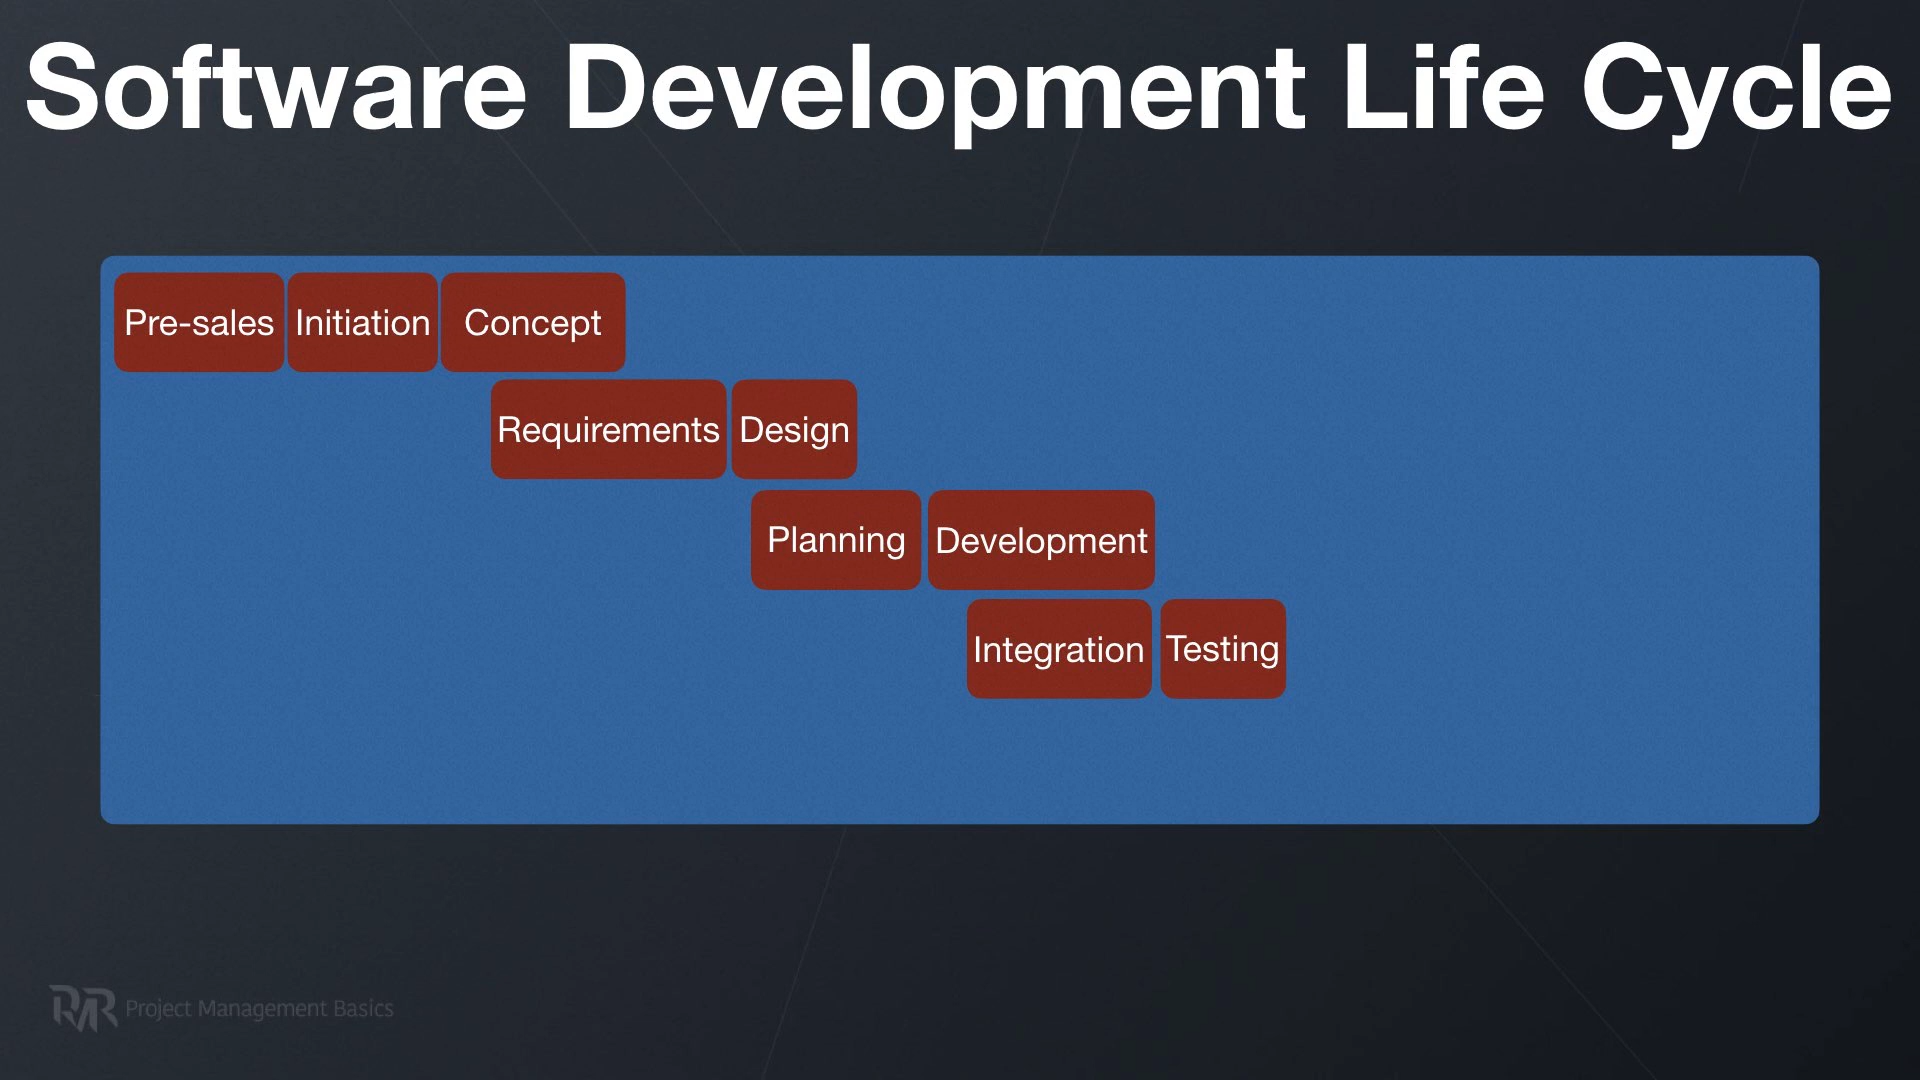 Software Development Life Cycle
Pre-sales Initiation Concept
Requirements Design
Planning Development
Integration Testing
Project Management Basics